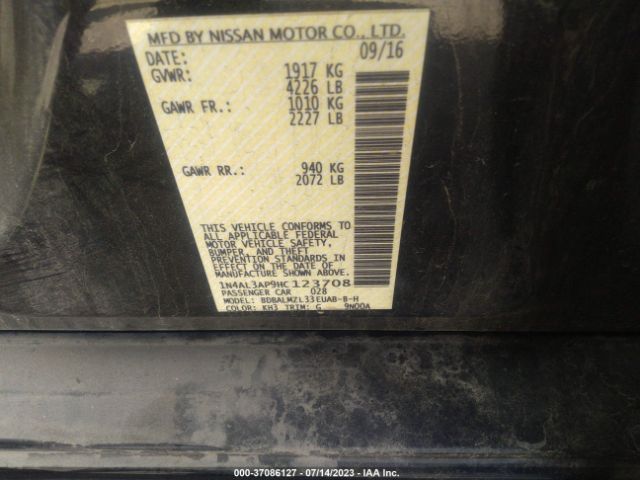 MFD BY NISSAN MOTOR CO., LTD.
DATE: 09/16
GVWR: 1917 KG
4226 LB
GAWR FR.: 1010 KG
2227 LB
GAWR RR.: 940 KG
2072 LB
THIS VEHICLE CONFORMS TO
ALL APPLICABLE FEDERAL
MOTOR VEHICLE SAFETY,
BUMPER, AND THEFT
PREVENTION STANDARDS IN
EFFECT ON THE DATE OF
MANUFACTURE SHOWN ABOVE.
1N4AL3AP9HC123708
PASSENGER CAR 028
MODEL: BDBALMZL33EUAB-B-H
COLOR: KH3 TRIM: G 9N00A
000-37086127 - 07/14/2023 - IAA Inc.